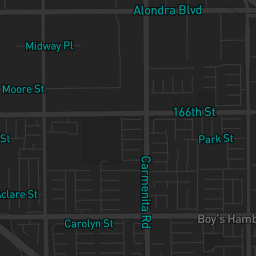 Alondra Blvd
Midway Pl
Moore St
166th St
St
Park St
Carmenita Rd
Aclare St
Carolyn St
Boy's Hamb